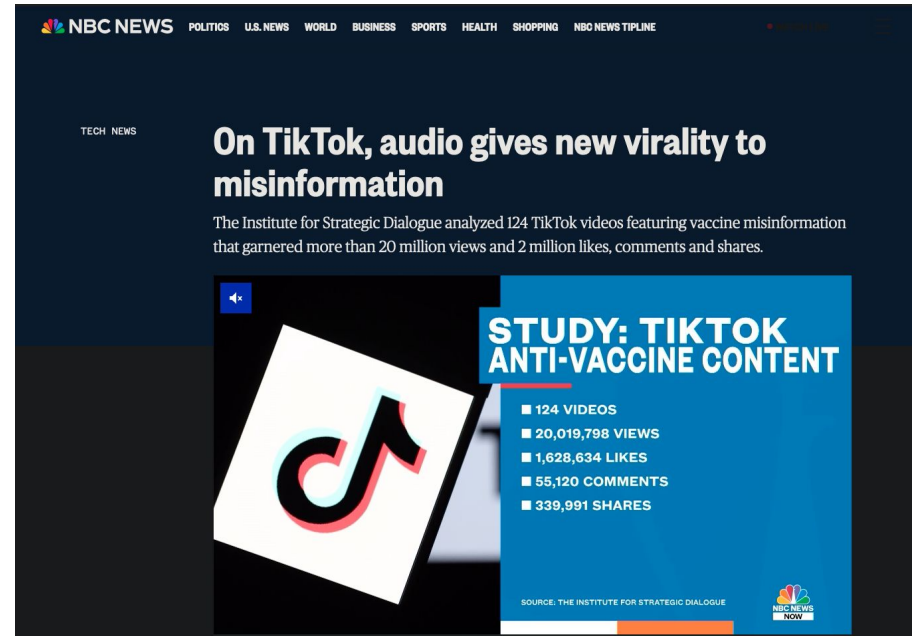 NBC NEWS POLITICS U.S. NEWS WORLD BUSINESS SPORTS HEALTH SHOPPING NBC NEWS TIPLINE
TECH NEWS
On TikTok, audio gives new virality to
misinformation
The Institute for Strategic Dialogue analyzed 124 TikTok videos featuring vaccine misinformation
that garnered more than 20 million views and 2 million likes, comments and shares.
STUDY: TIKTOK
ANTI-VACCINE CONTENT
124 VIDEOS
20,019,798 VIEWS
1,628,634 LIKES
55,120 COMMENTS
339,991 SHARES
SOURCE: THE INSTITUTE FOR STRATEGIC DIALOGUE
NBC NEWS
NOW